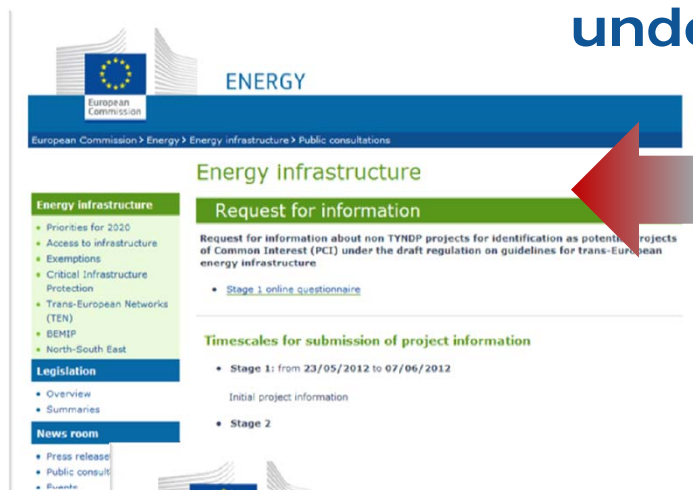 unde
ENERGY
European
Commission
European Commission > Energy > Energy infrastructure > Public consultations
Energy infrastructure
Energy infrastructure
• Priorities for 2020
• Access to infrastructure
• Exemptions
• Critical Infrastructure
Protection
• Trans-European Networks
(TEN)
• BEMIP
• North-South East
Legislation
• Overview
• Summaries
News room
• Press release
• Public consult
• Events
Request for information
Request for information about non TYNDP projects for identification as potenti rojects
of Common Interest (PCI) under the draft regulation on guidelines for trans-European
energy infrastructure
• Stage 1 online questionnaire
Timescales for submission of project information
• Stage 1: from 23/05/2012 to 07/06/2012
Initial project information
• Stage 2